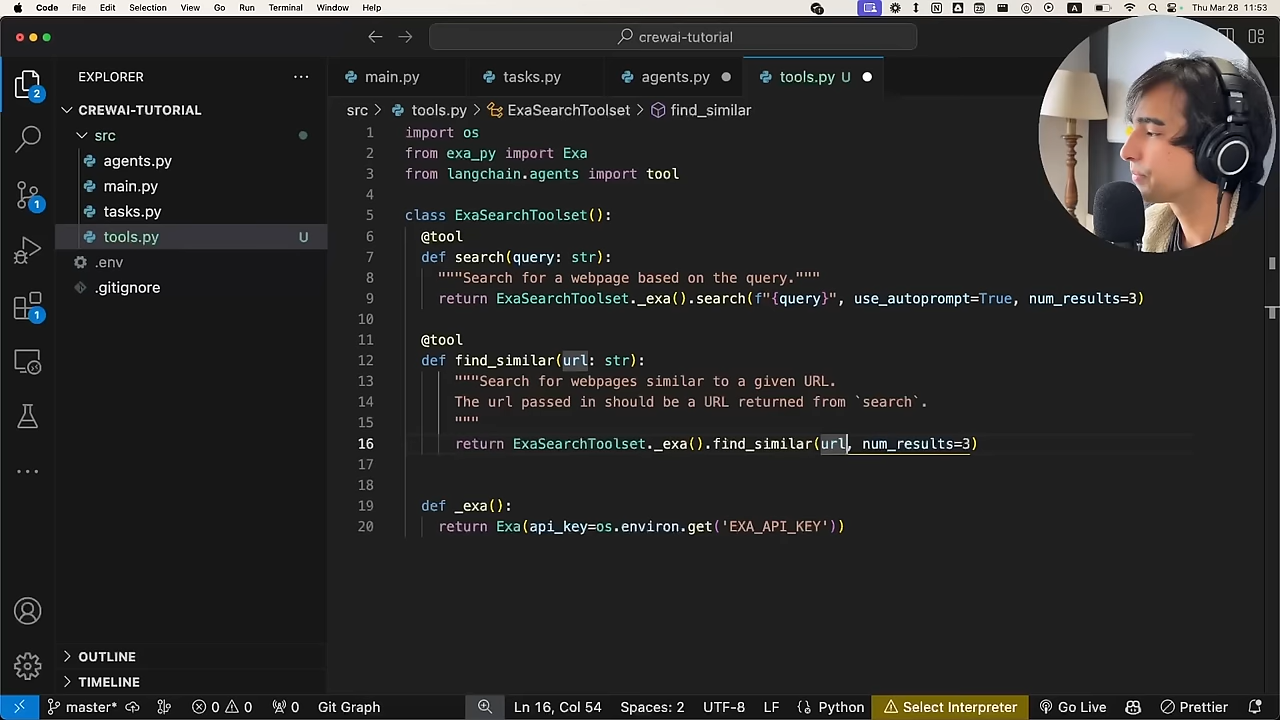 Code File Edit Selection View Go Run Terminal Window Help Thu Mar 28 11:53
crewai-tutorial
EXPLORER
main.py tasks.py agents.py tools.py U
CREWAI-TUTORIAL
src > tools.py > ExaSearchToolset > find_similar
src
agents.py
main.py
tasks.py
tools.py U
.env
.gitignore
OUTLINE
TIMELINE
2
1
1
1 import os
2 from exa_py import Exa
3 from langchain.agents import tool
4
5 class ExaSearchToolset():
6 @tool
7 def search(query: str):
8 """Search for a webpage based on the query."""
9 return ExaSearchToolset._exa().search(f"{query}", use_autoprompt=True, num_results=3)
10
11 @tool
12 def find_similar(url: str):
13 """Search for webpages similar to a given URL.
14 The url passed in should be a URL returned from `search`.
15 """
16 return ExaSearchToolset._exa().find_similar(url, num_results=3)
17
18
19 def _exa():
20 return Exa(api_key=os.environ.get('EXA_API_KEY'))
master* 0 0 0 Git Graph Ln 16, Col 54 Spaces: 2 UTF-8 LF Python Select Interpreter Go Live Prettier